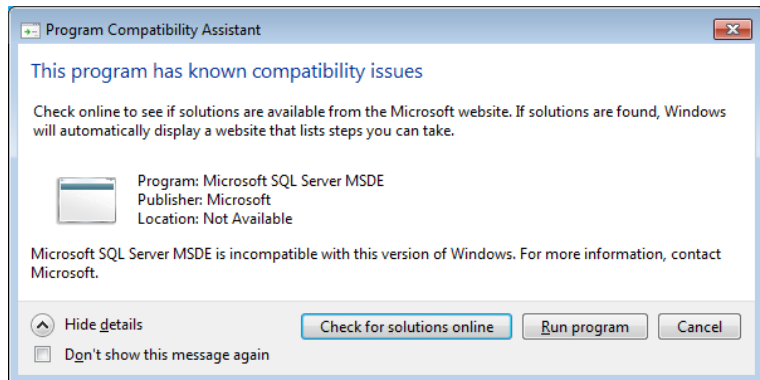 Program Compatibility Assistant
This program has known compatibility issues
Check online to see if solutions are available from the Microsoft website. If solutions are found, Windows
will automatically display a website that lists steps you can take.
Program: Microsoft SQL Server MSDE
Publisher: Microsoft
Location: Not Available
Microsoft SQL Server MSDE is incompatible with this version of Windows. For more information, contact
Microsoft.
Hide details
Check for solutions online
Run program
Cancel
Don't show this message again